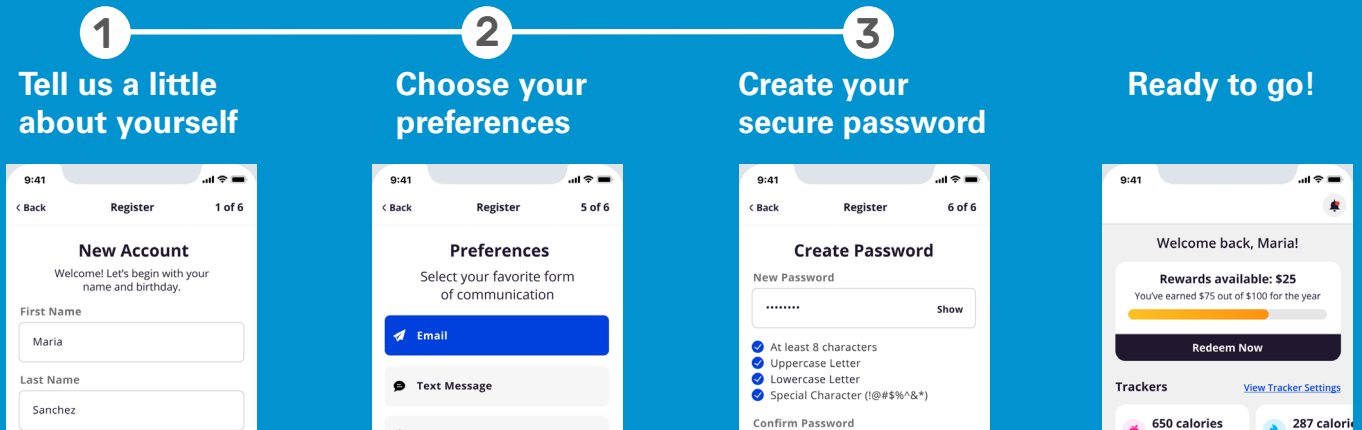 1
Tell us a little
about yourself
9:41
< Back Register 1 of 6
New Account
Welcome! Let's begin with your
name and birthday.
First Name
Maria
Last Name
Sanchez
2
Choose your
preferences
9:41
< Back Register 5 of 6
Preferences
Select your favorite form
of communication
Email
Text Message
3
Create your
secure password
9:41
< Back Register 6 of 6
Create Password
New Password
•••••••• Show
At least 8 characters
Uppercase Letter
Lowercase Letter
Special Character (!@#$%^&*)
Confirm Password
Ready to go!
9:41
Welcome back, Maria!
Rewards available: $25
You've earned $75 out of $100 for the year
Redeem Now
Trackers View Tracker Settings
650 calories
287